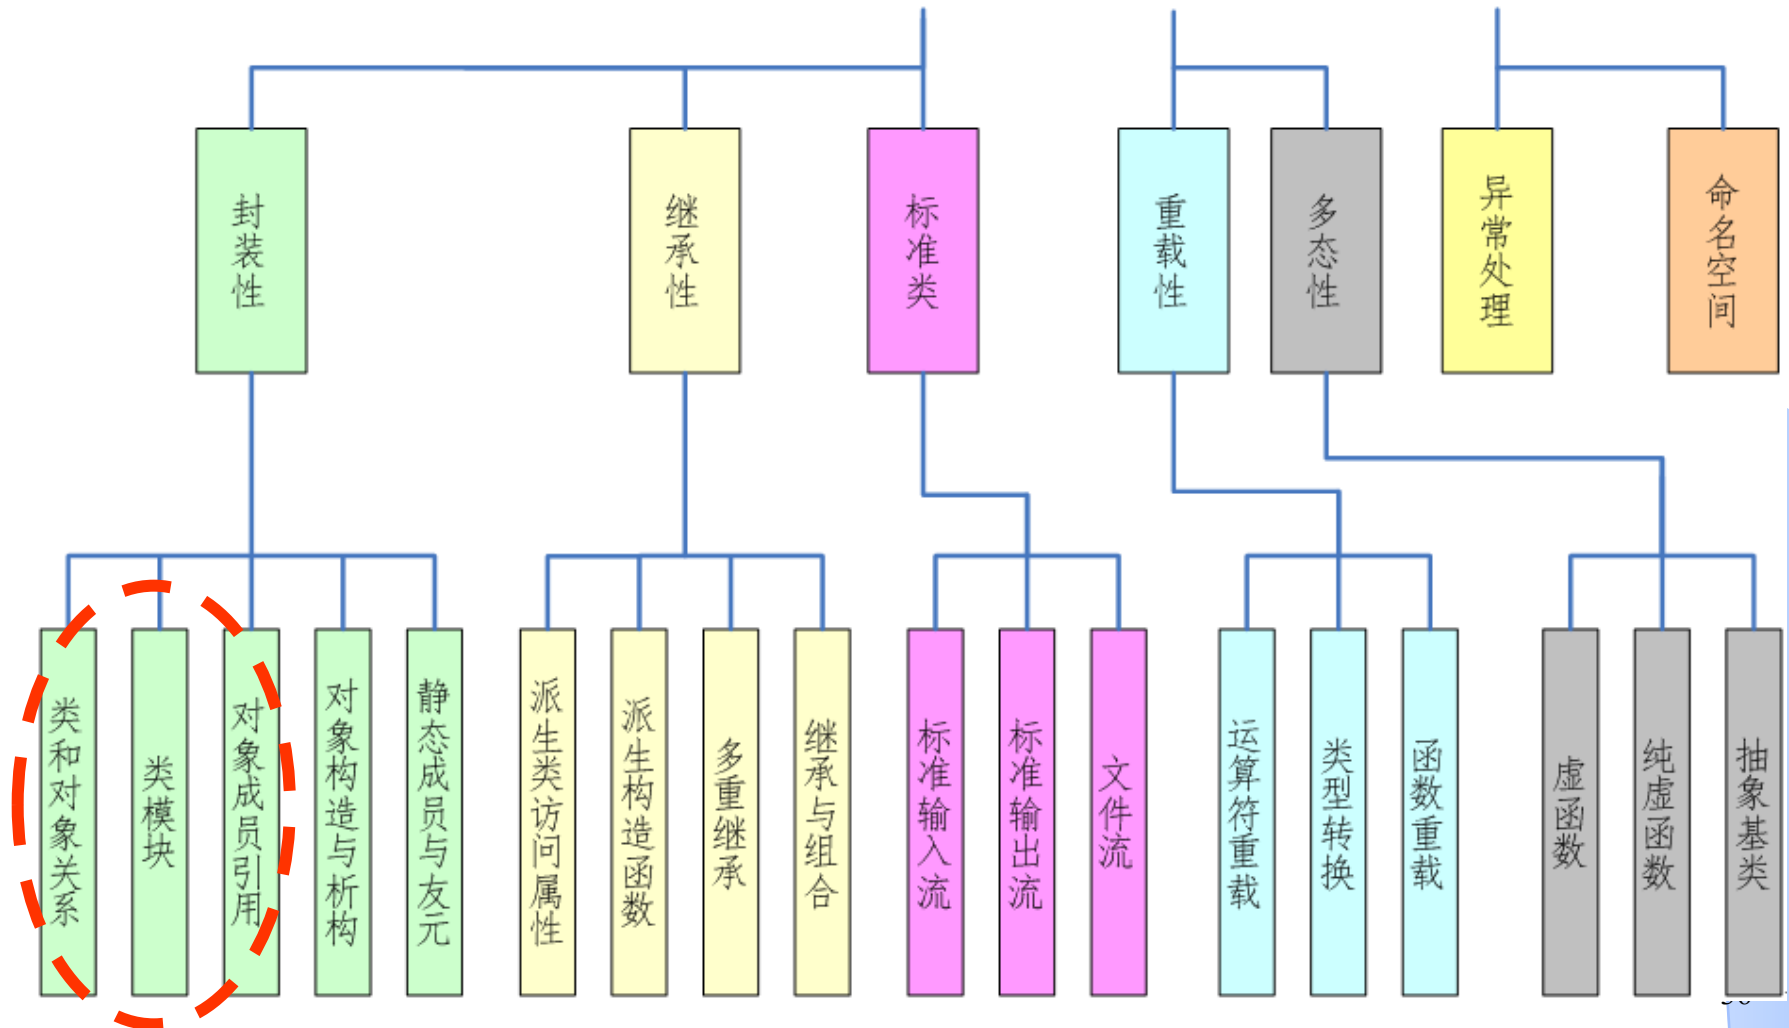 封装性
继承性
标准类
重载性
多态性
异常处理
命名空间
类和对象关系
类模块
对象成员引用
对象构造与析构
静态成员与友元
派生类访问属性
派生构造函数
多重继承
继承与组合
标准输入流
标准输出流
文件流
运算符重载
类型转换
函数重载
虚函数
纯虚函数
抽象基类